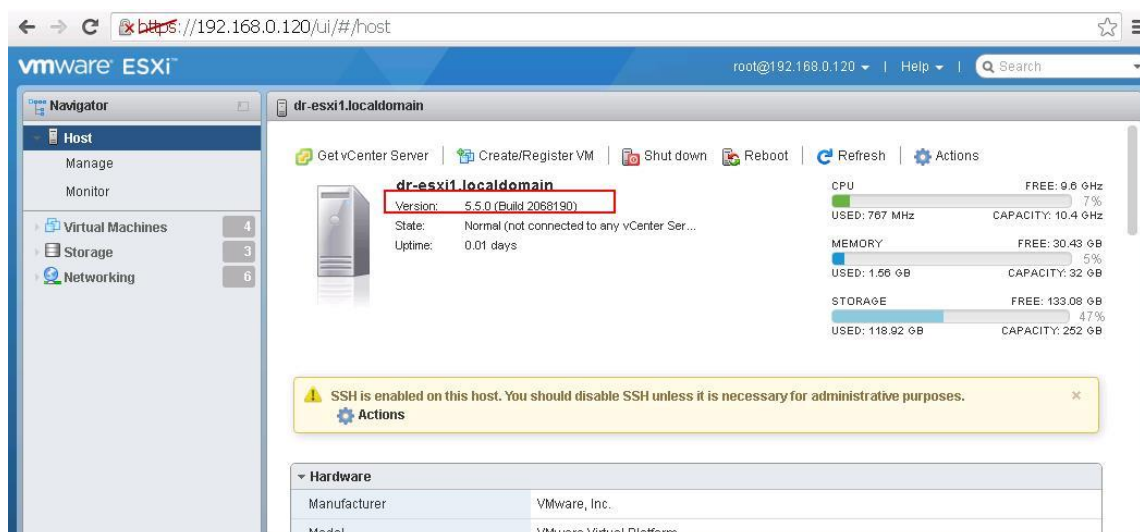 https://192.168.0.120/ui/#/host
vmware ESXi™
root@192.168.0.120 | Help | Search
Navigator
dr-esxi1.localdomain
Host
Manage
Monitor
Virtual Machines 4
Storage 3
Networking 6
Get vCenter Server | Create/Register VM | Shut down Reboot | Refresh | Actions
dr-esxi1.localdomain
Version: 5.5.0 (Build 2068190)
State: Normal (not connected to any vCenter Ser...
Uptime: 0.01 days
CPU FREE: 9.6 GHz
7%
USED: 767 MHz CAPACITY: 10.4 GHz
MEMORY FREE: 30.43 GB
5%
USED: 1.56 GB CAPACITY: 32 GB
STORAGE FREE: 133.08 GB
47%
USED: 118.92 GB CAPACITY: 252 GB
SSH is enabled on this host. You should disable SSH unless it is necessary for administrative purposes.
Actions
Hardware
Manufacturer VMware, Inc.
Model VMware Virtual Platform